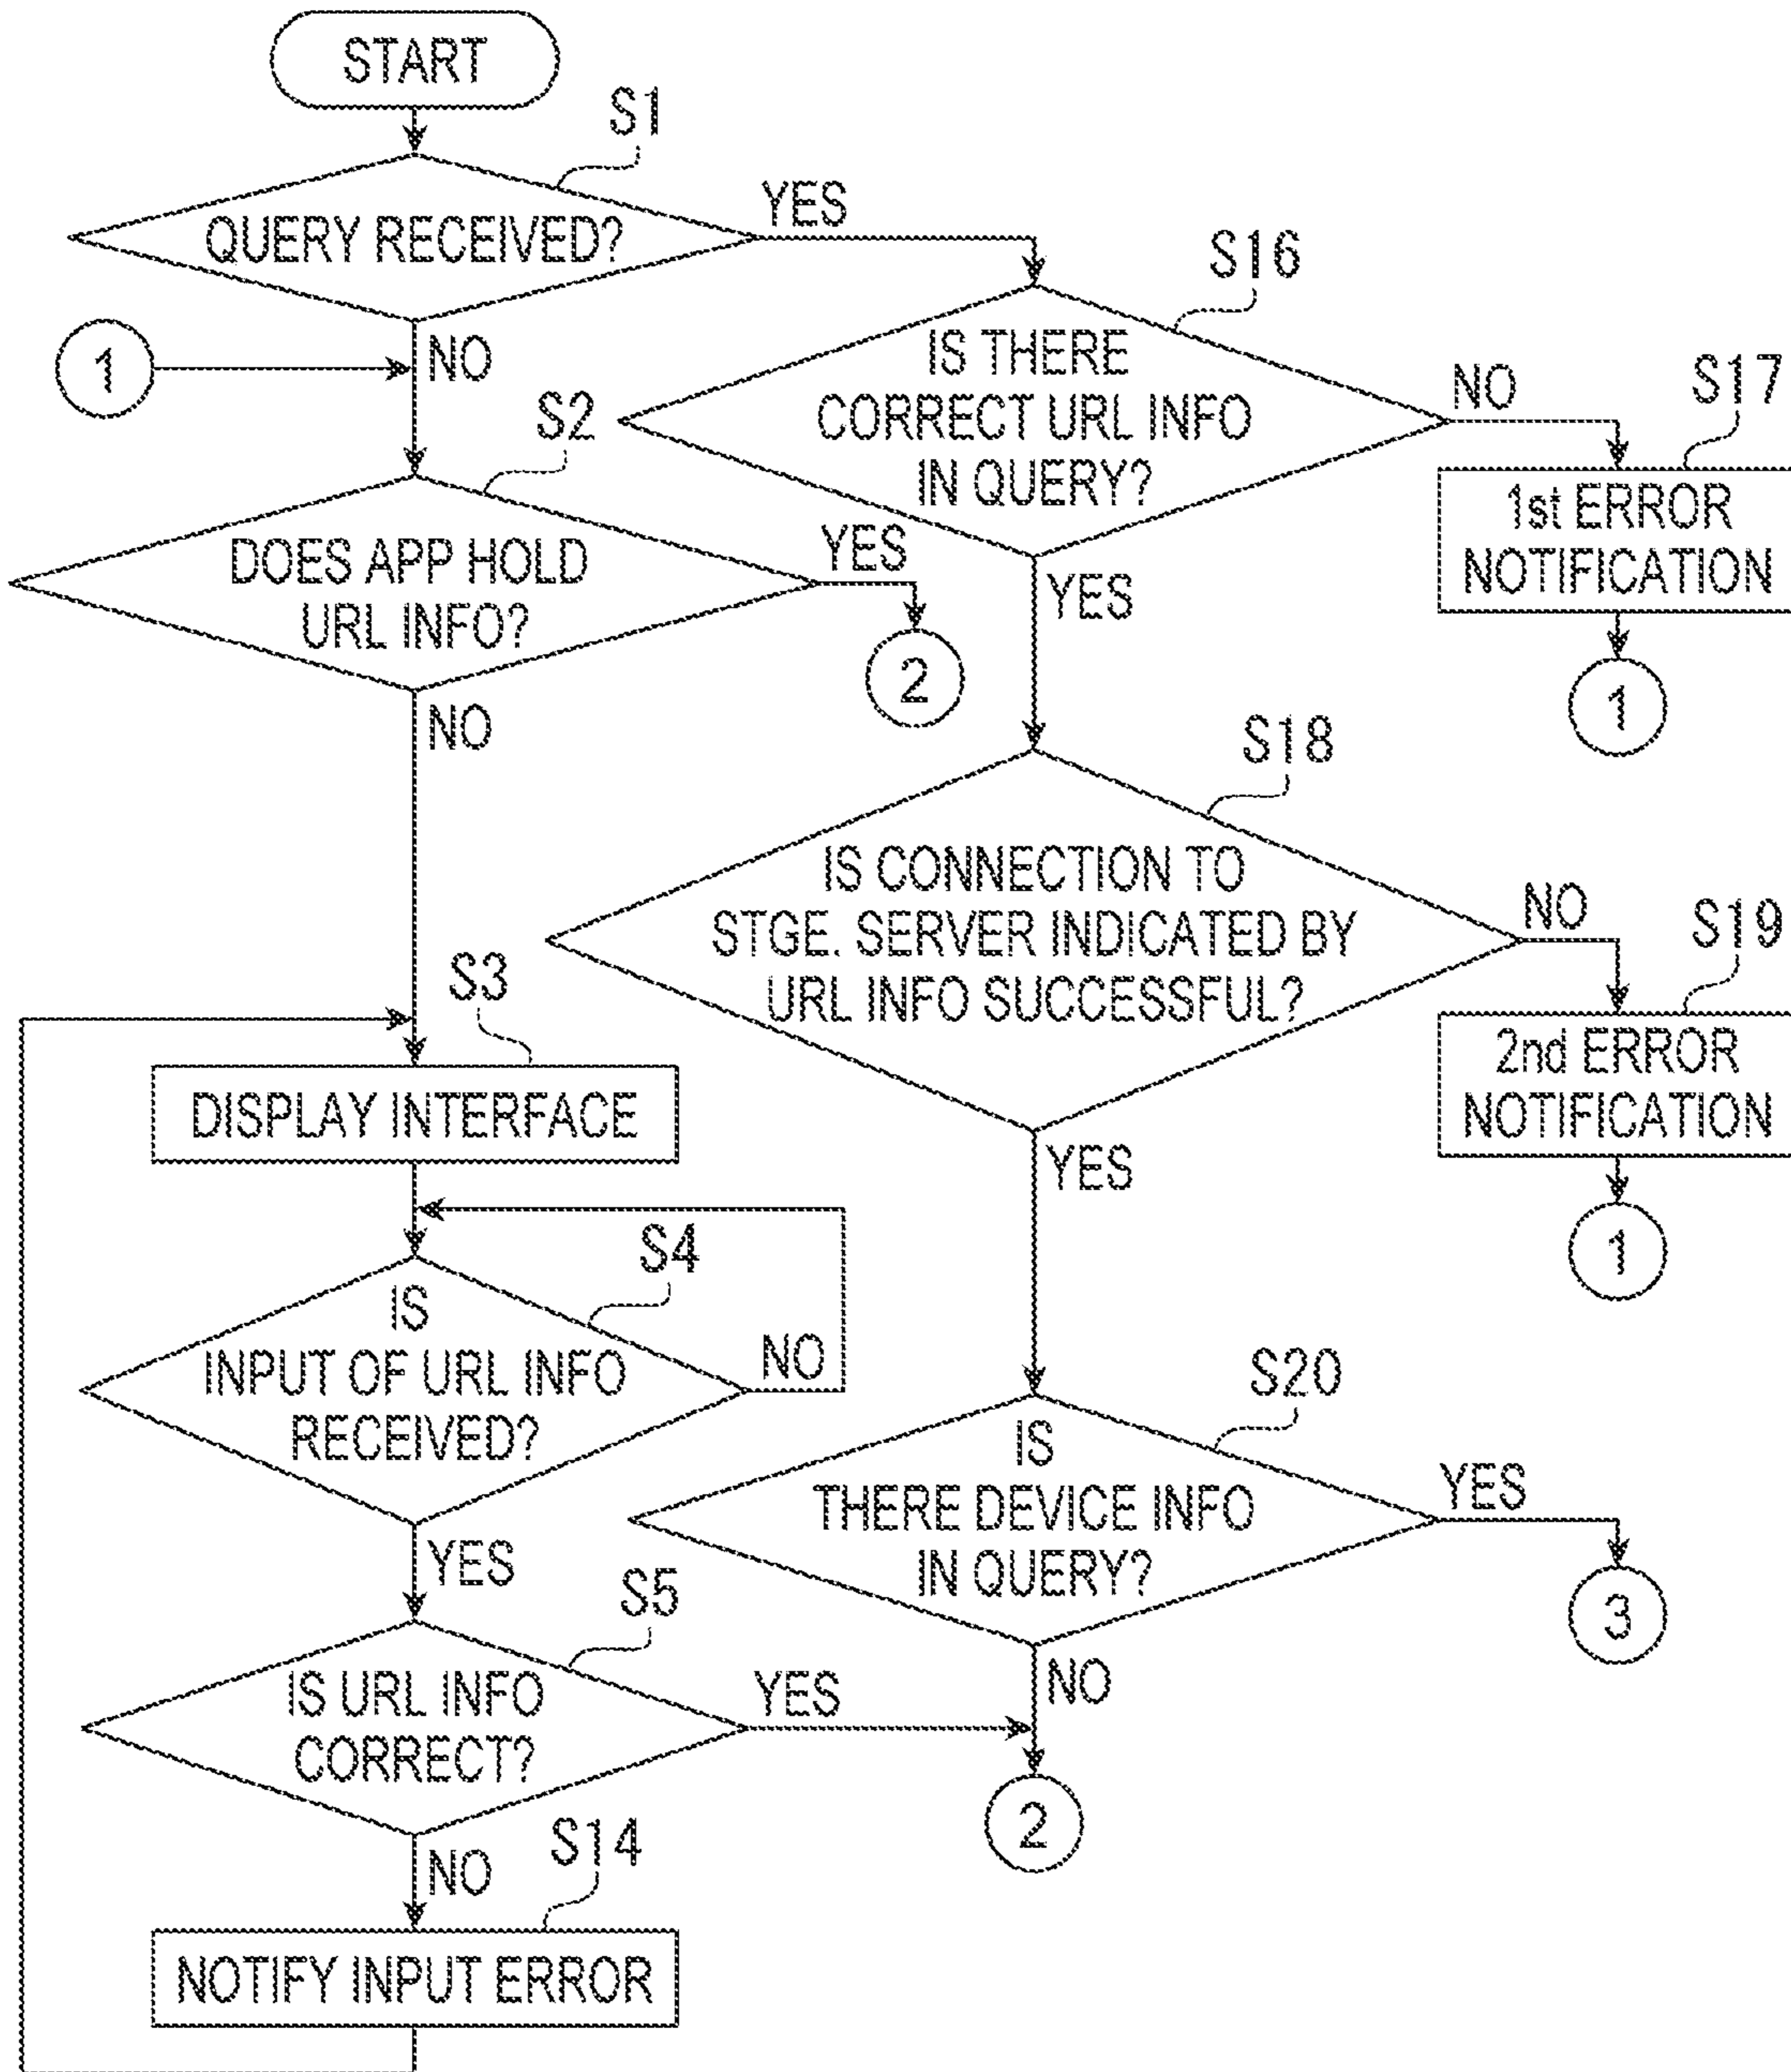 START
S1
QUERY RECEIVED?
YES
NO
1
S2
DOES APP HOLD
URL INFO?
YES
2
NO
S3
DISPLAY INTERFACE
S4
IS
INPUT OF URL INFO
RECEIVED?
NO
YES
S5
IS URL INFO
CORRECT?
YES
NO
S14
NOTIFY INPUT ERROR
S16
IS THERE
CORRECT URL INFO
IN QUERY?
NO
S17
1st ERROR
NOTIFICATION
1
YES
S18
IS CONNECTION TO
STGE. SERVER INDICATED BY
URL INFO SUCCESSFUL?
NO
S19
2nd ERROR
NOTIFICATION
1
YES
S20
IS
THERE DEVICE INFO
IN QUERY?
YES
3
NO
2